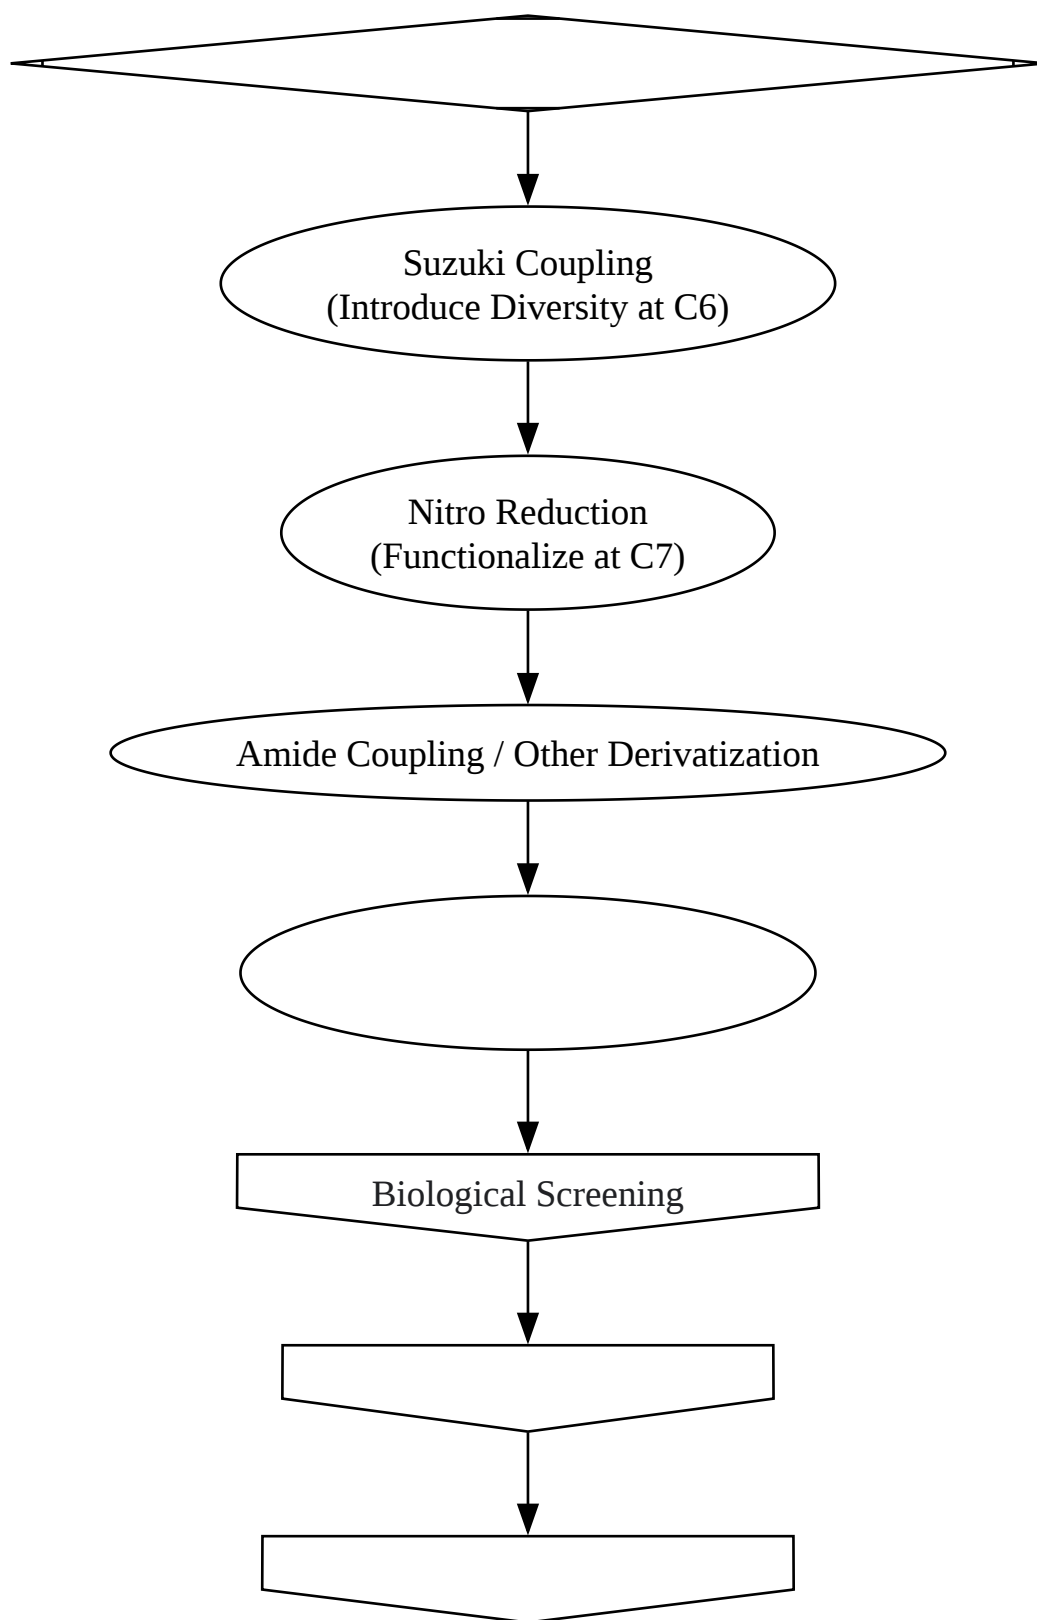 Suzuki Coupling
(Introduce Diversity at C6)
Nitro Reduction
(Functionalize at C7)
Amide Coupling / Other Derivatization
Biological Screening